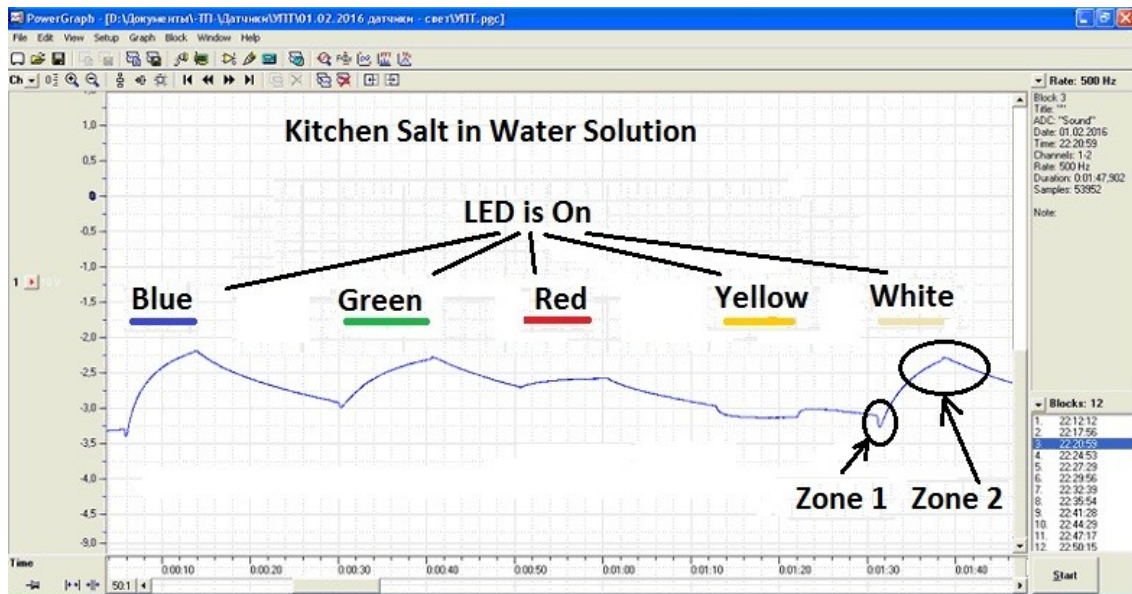 PowerGraph - [D:\Документы\-ТП-\Датчики\УПТ\01.02.2016 датчики - свет\УПТ.pgc]
File Edit View Setup Graph Block Window Help
Ch
Rate: 500 Hz
Block 3
Title: ""
ADC: "Sound"
Date: 01.02.2016
Time: 22:20:59
Channels: 1-2
Rate: 500 Hz
Duration: 0:01:47,902
Samples: 53952
Note:
Kitchen Salt in Water Solution
LED is On
Blue
Green
Red
Yellow
White
Zone 1
Zone 2
1,0
0,5
0
-0,5
-1,0
-1,5
-2,0
-2,5
-3,0
-3,5
-4,0
-4,5
-9,0
1
Blocks: 12
1. 22:12:12
2. 22:17:56
3. 22:20:59
4. 22:24:53
5. 22:27:29
6. 22:29:56
7. 22:32:39
8. 22:35:54
9. 22:41:28
10. 22:44:29
11. 22:47:17
12. 22:50:15
Time
0:00:10 0:00:20 0:00:30 0:00:40 0:00:50 0:01:00 0:01:10 0:01:20 0:01:30 0:01:40
50:1
Start